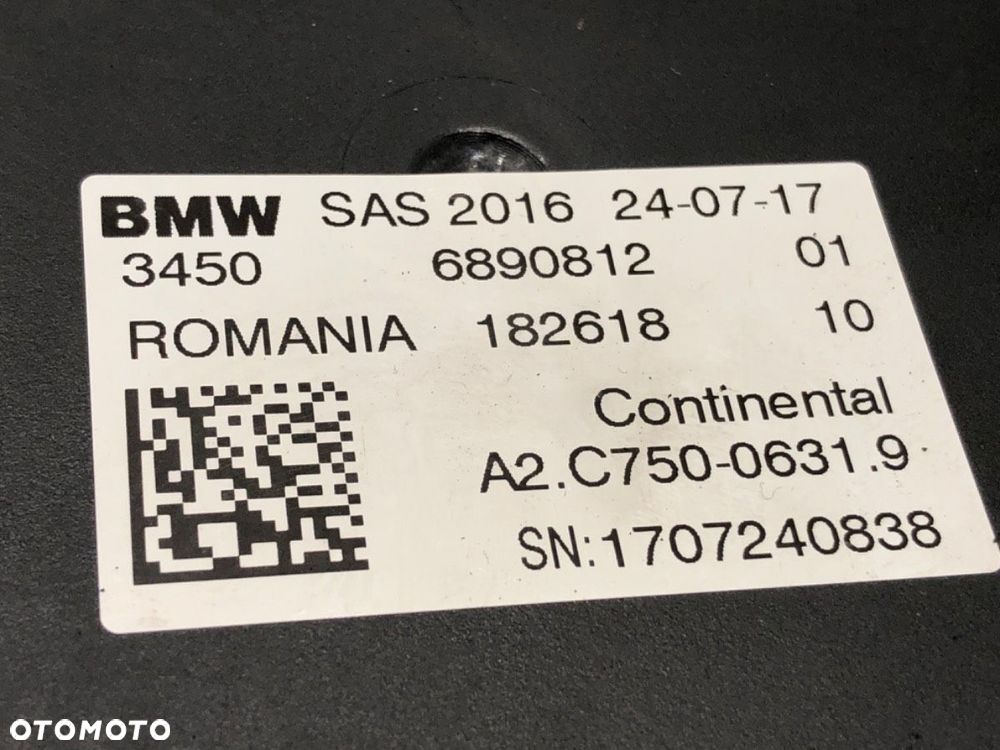 BMW SAS 2016 24-07-17
3450 6890812 01
ROMANIA 182618 10
Continental
A2.C750-0631.9
SN:1707240838
OTOMOTO